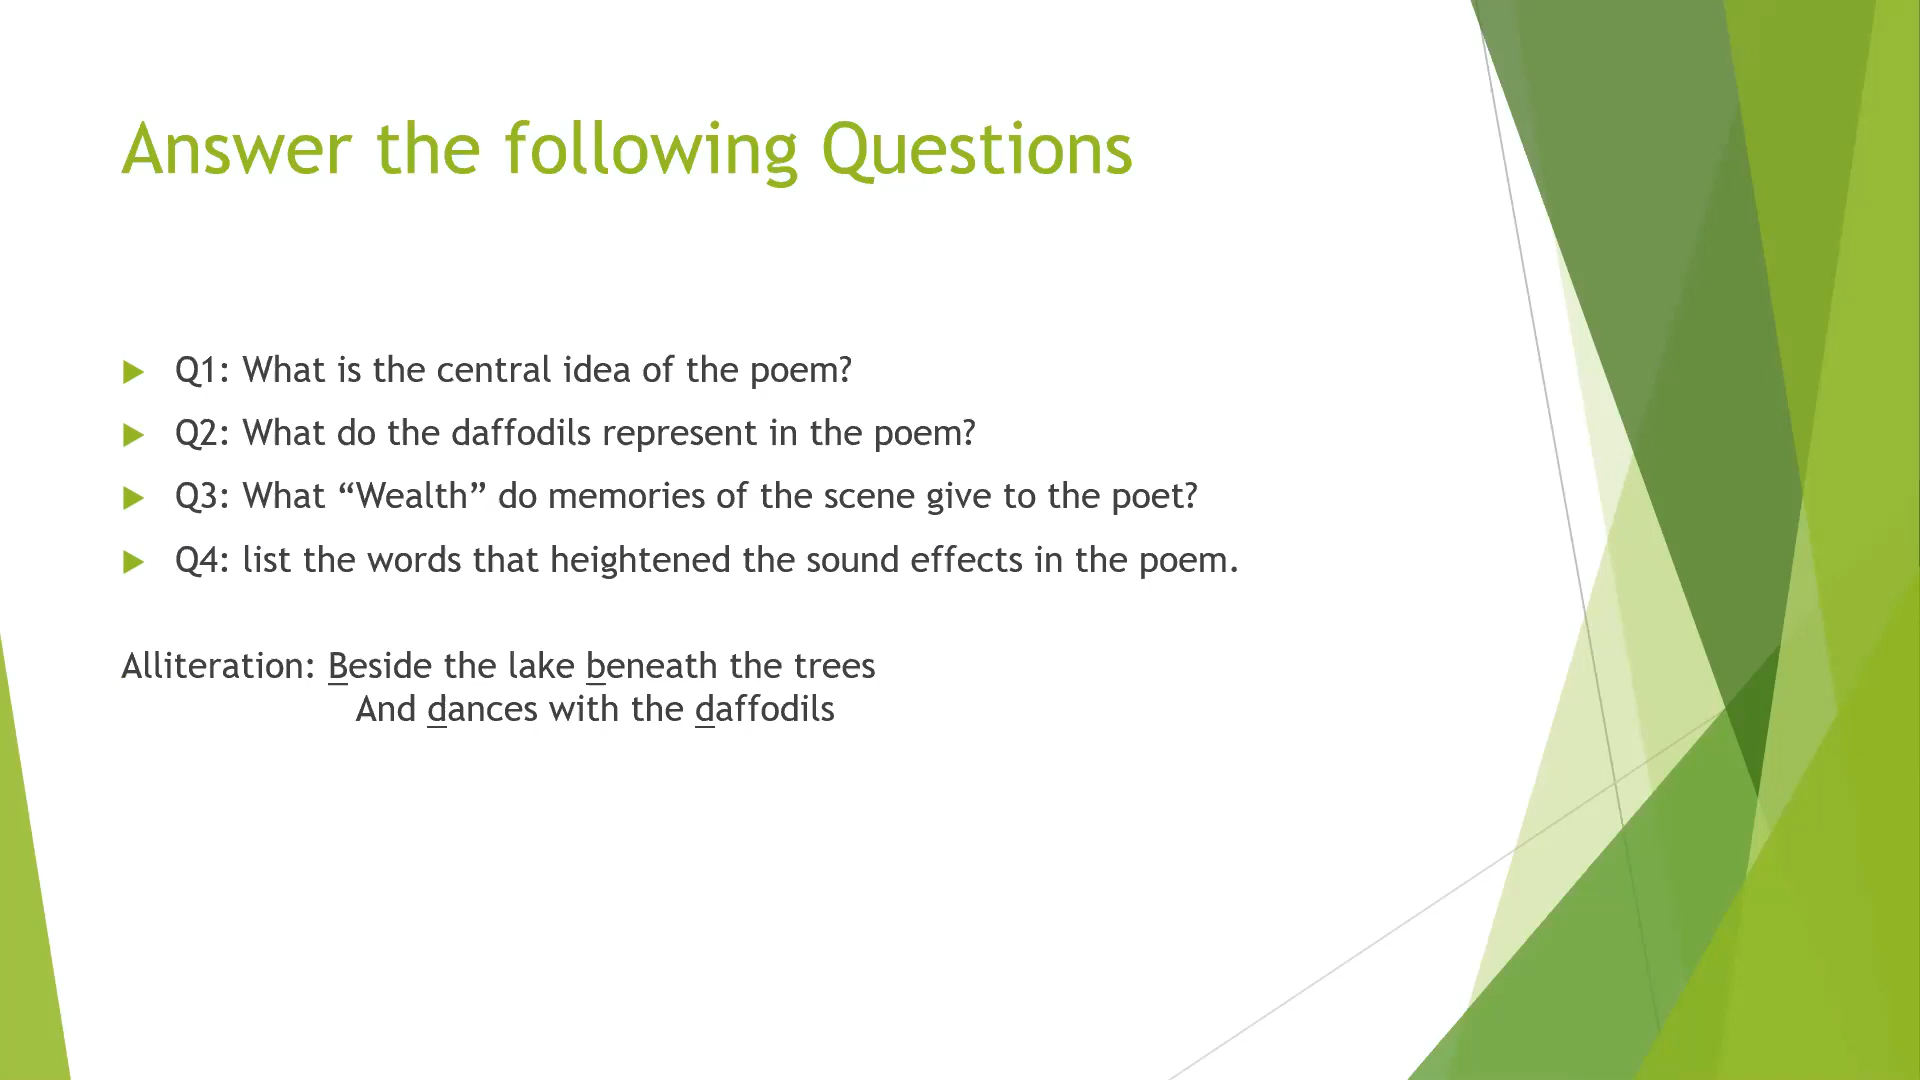 Answer the following Questions
Q1: What is the central idea of the poem?
Q2: What do the daffodils represent in the poem?
Q3: What “Wealth” do memories of the scene give to the poet?
Q4: list the words that heightened the sound effects in the poem.
Alliteration: Beside the lake beneath the trees
And dances with the daffodils